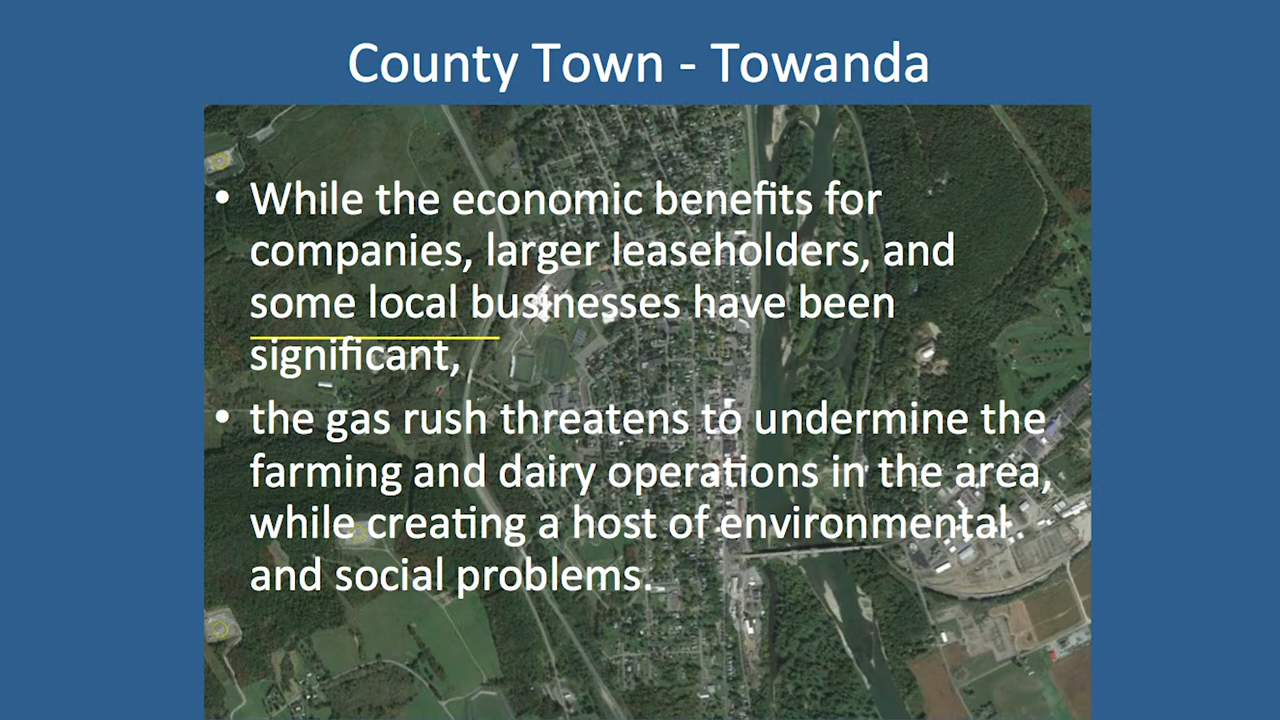 County Town - Towanda
• While the economic benefits for
companies, larger leaseholders, and
some local businesses have been
significant,
• the gas rush threatens to undermine the
farming and dairy operations in the area,
while creating a host of environmental
and social problems.